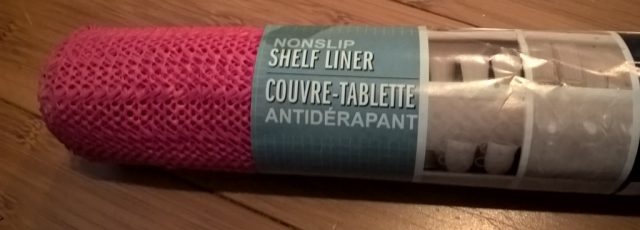 NONSLIP
SHELF LINER
COUVRE-TABLETTE
ANTIDÉRAPANT